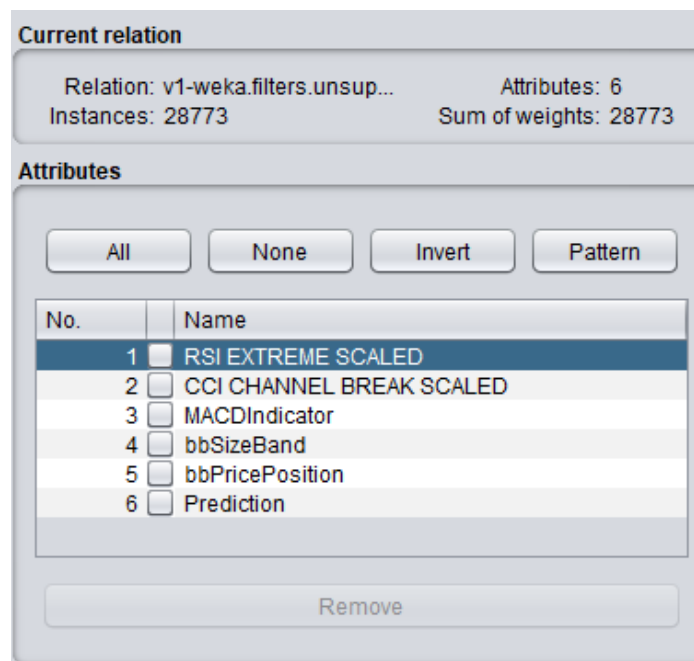 Current relation
Relation: v1-weka.filters.unsup... Attributes: 6
Instances: 28773 Sum of weights: 28773
Attributes
All None Invert Pattern
No. Name
1 RSI EXTREME SCALED
2 CCI CHANNEL BREAK SCALED
3 MACDIndicator
4 bbSizeBand
5 bbPricePosition
6 Prediction
Remove